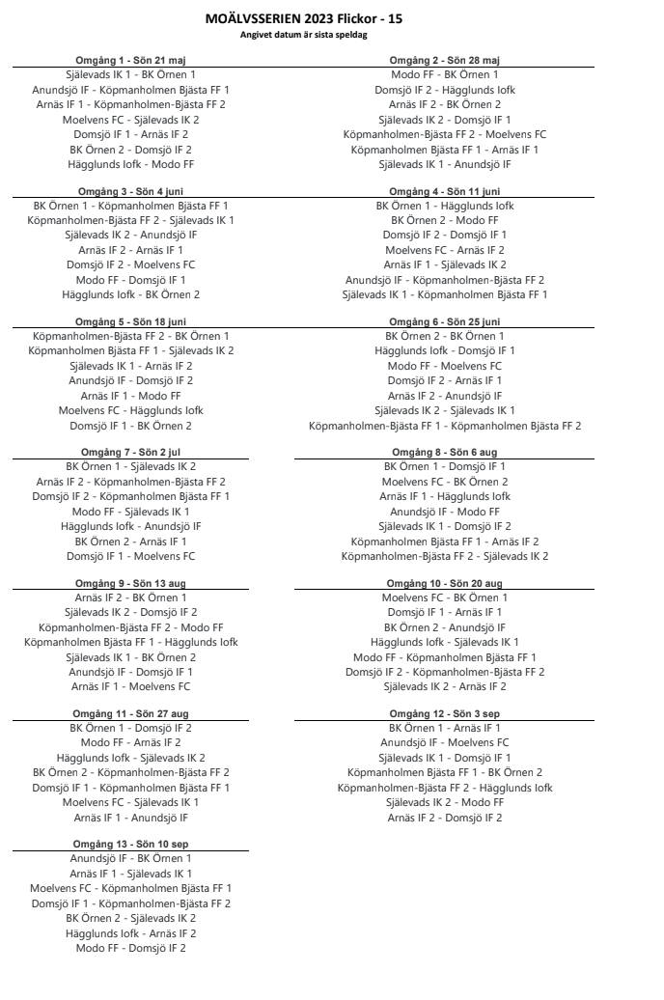 MOÄLVSSERIEN 2023 Flickor - 15
Angivet datum är sista speldag
Omgång 1 - Sön 21 maj
Själevads IK 1 - BK Örnen 1
Anundsjö IF - Köpmanholmen Bjästa FF 1
Arnäs IF 1 - Köpmanholmen-Bjästa FF 2
Moelvens FC - Själevads IK 2
Domsjö IF 1 - Arnäs IF 2
BK Örnen 2 - Domsjö IF 2
Hägglunds Iofk - Modo FF
Omgång 2 - Sön 28 maj
Modo FF - BK Örnen 1
Domsjö IF 2 - Hägglunds Iofk
Arnäs IF 2 - BK Örnen 2
Själevads IK 2 - Domsjö IF 1
Köpmanholmen-Bjästa FF 2 - Moelvens FC
Köpmanholmen Bjästa FF 1 - Arnäs IF 1
Själevads IK 1 - Anundsjö IF
Omgång 3 - Sön 4 juni
BK Örnen 1 - Köpmanholmen Bjästa FF 1
Köpmanholmen-Bjästa FF 2 - Själevads IK 1
Själevads IK 2 - Anundsjö IF
Arnäs IF 2 - Arnäs IF 1
Domsjö IF 2 - Moelvens FC
Modo FF - Domsjö IF 1
Hägglunds Iofk - BK Örnen 2
Omgång 4 - Sön 11 juni
BK Örnen 1 - Hägglunds Iofk
BK Örnen 2 - Modo FF
Domsjö IF 2 - Domsjö IF 1
Moelvens FC - Arnäs IF 2
Arnäs IF 1 - Själevads IK 2
Anundsjö IF - Köpmanholmen-Bjästa FF 2
Själevads IK 1 - Köpmanholmen Bjästa FF 1
Omgång 5 - Sön 18 juni
Köpmanholmen-Bjästa FF 2 - BK Örnen 1
Köpmanholmen Bjästa FF 1 - Själevads IK 2
Själevads IK 1 - Arnäs IF 2
Anundsjö IF - Domsjö IF 2
Arnäs IF 1 - Modo FF
Moelvens FC - Hägglunds Iofk
Domsjö IF 1 - BK Örnen 2
Omgång 6 - Sön 25 juni
BK Örnen 2 - BK Örnen 1
Hägglunds Iofk - Domsjö IF 1
Modo FF - Moelvens FC
Domsjö IF 2 - Arnäs IF 1
Arnäs IF 2 - Anundsjö IF
Själevads IK 2 - Själevads IK 1
Köpmanholmen-Bjästa FF 1 - Köpmanholmen Bjästa FF 2
Omgång 7 - Sön 2 jul
BK Örnen 1 - Själevads IK 2
Arnäs IF 2 - Köpmanholmen-Bjästa FF 2
Domsjö IF 2 - Köpmanholmen Bjästa FF 1
Modo FF - Själevads IK 1
Hägglunds Iofk - Anundsjö IF
BK Örnen 2 - Arnäs IF 1
Domsjö IF 1 - Moelvens FC
Omgång 8 - Sön 6 aug
BK Örnen 1 - Domsjö IF 1
Moelvens FC - BK Örnen 2
Arnäs IF 1 - Hägglunds Iofk
Anundsjö IF - Modo FF
Själevads IK 1 - Domsjö IF 2
Köpmanholmen Bjästa FF 1 - Arnäs IF 2
Köpmanholmen-Bjästa FF 2 - Själevads IK 2
Omgång 9 - Sön 13 aug
Arnäs IF 2 - BK Örnen 1
Själevads IK 2 - Domsjö IF 2
Köpmanholmen-Bjästa FF 2 - Modo FF
Köpmanholmen Bjästa FF 1 - Hägglunds Iofk
Själevads IK 1 - BK Örnen 2
Anundsjö IF - Domsjö IF 1
Arnäs IF 1 - Moelvens FC
Omgång 10 - Sön 20 aug
Moelvens FC - BK Örnen 1
Domsjö IF 1 - Arnäs IF 1
BK Örnen 2 - Anundsjö IF
Hägglunds Iofk - Själevads IK 1
Modo FF - Köpmanholmen Bjästa FF 1
Domsjö IF 2 - Köpmanholmen-Bjästa FF 2
Själevads IK 2 - Arnäs IF 2
Omgång 11 - Sön 27 aug
BK Örnen 1 - Domsjö IF 2
Modo FF - Arnäs IF 2
Hägglunds Iofk - Själevads IK 2
BK Örnen 2 - Köpmanholmen-Bjästa FF 2
Domsjö IF 1 - Köpmanholmen Bjästa FF 1
Moelvens FC - Själevads IK 1
Arnäs IF 1 - Anundsjö IF
Omgång 12 - Sön 3 sep
BK Örnen 1 - Arnäs IF 1
Anundsjö IF - Moelvens FC
Själevads IK 1 - Domsjö IF 1
Köpmanholmen Bjästa FF 1 - BK Örnen 2
Köpmanholmen-Bjästa FF 2 - Hägglunds Iofk
Själevads IK 2 - Modo FF
Arnäs IF 2 - Domsjö IF 2
Omgång 13 - Sön 10 sep
Anundsjö IF - BK Örnen 1
Arnäs IF 1 - Själevads IK 1
Moelvens FC - Köpmanholmen Bjästa FF 1
Domsjö IF 1 - Köpmanholmen-Bjästa FF 2
BK Örnen 2 - Själevads IK 2
Hägglunds Iofk - Arnäs IF 2
Modo FF - Domsjö IF 2